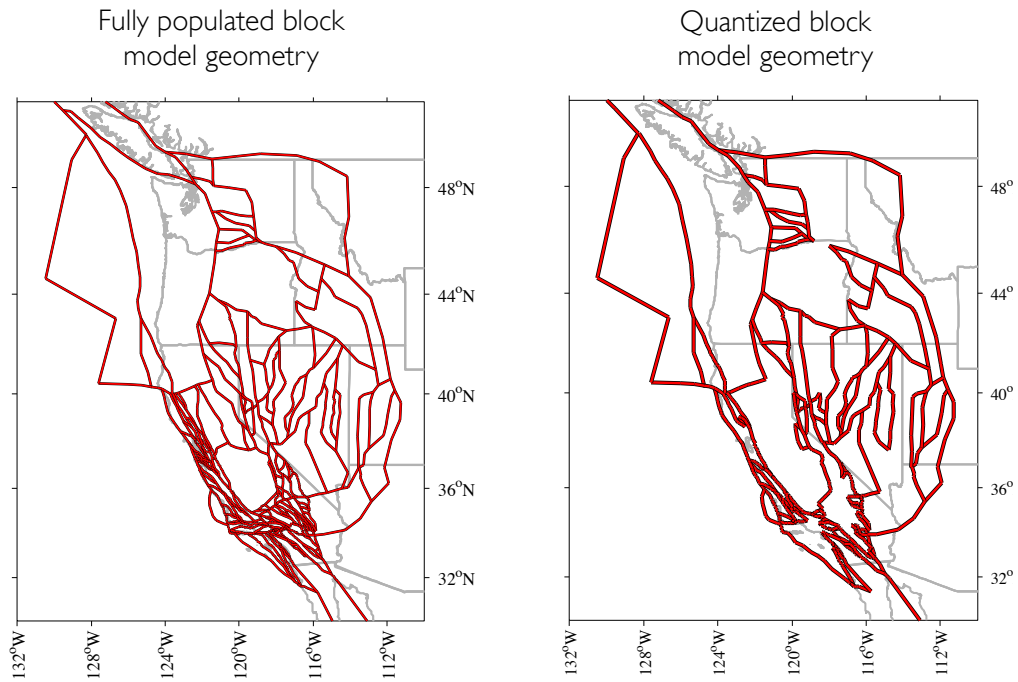 Fully populated block
model geometry
Quantized block
model geometry
48°N
44°N
40°N
36°N
32°N
132°W
128°W
124°W
120°W
116°W
112°W
48°
44°
40°
36°
32°
132°W
128°W
124°W
120°W
116°W
112°W